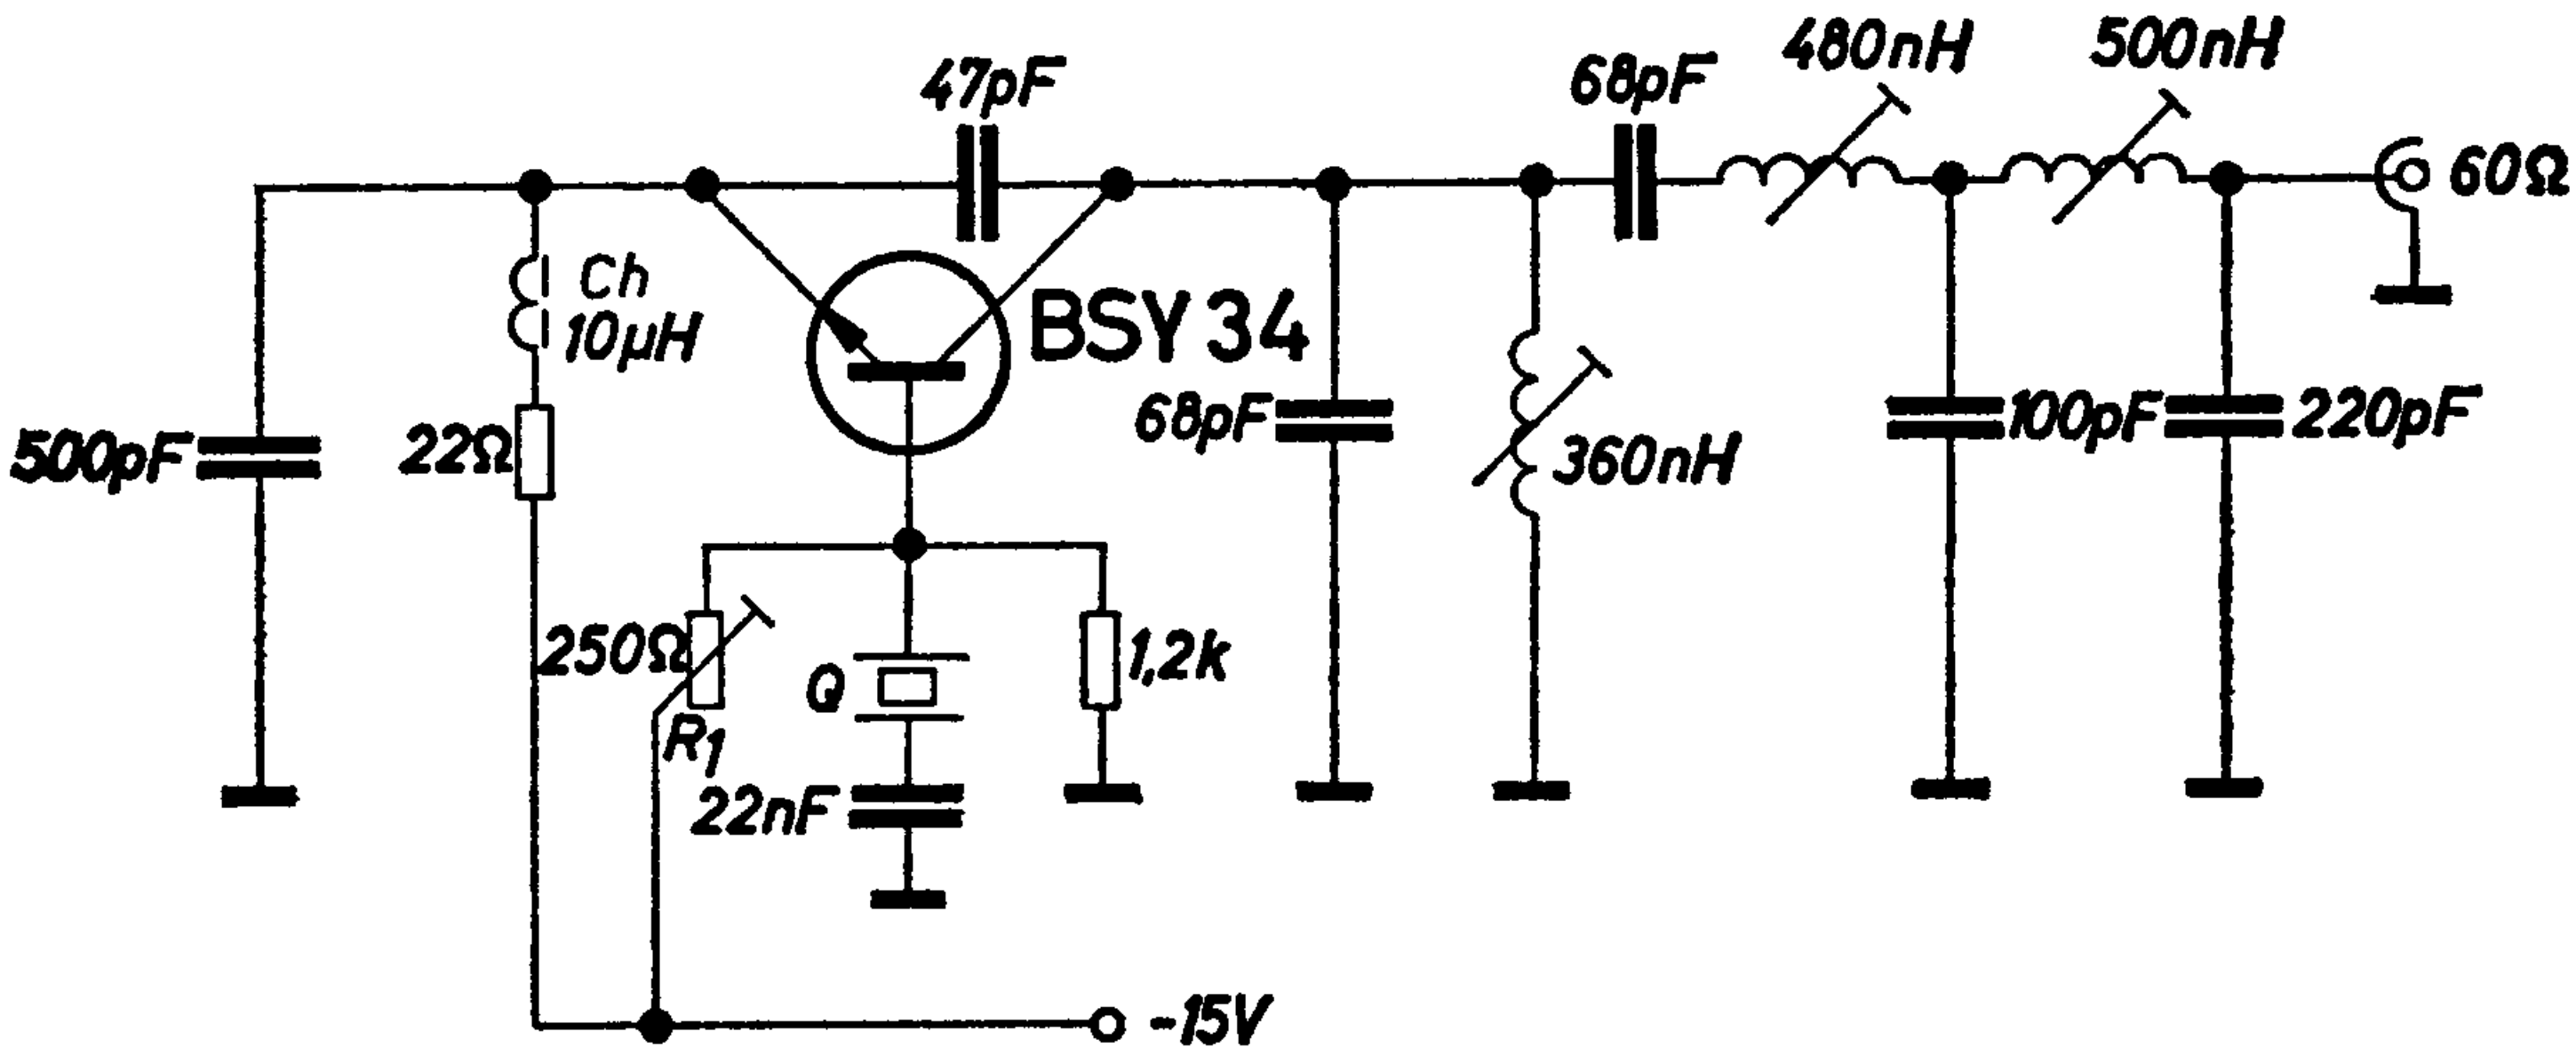 47pF
68pF
480nH
500nH
60Ω
Ch
10µH
BSY 34
500pF
22Ω
68pF
360nH
100pF
220pF
250Ω
R1
Q
1,2k
22nF
-15V